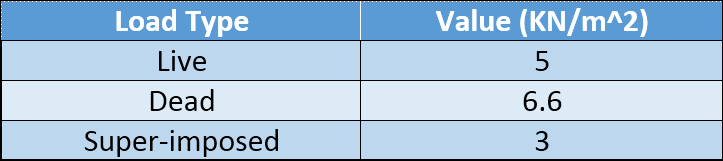 Load Type Value (KN/m^2)
Live 5
Dead 6.6
Super-imposed 3